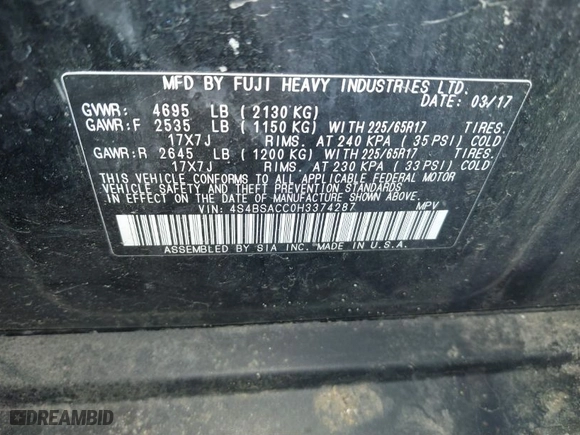 MFD BY FUJI HEAVY INDUSTRIES LTD.
DATE: 03/17
GVWR: 4695 LB (2130 KG)
GAWR:F 2535 LB (1150 KG) WITH 225/65R17 TIRES.
17X7J RIMS. AT 240 KPA (35 PSI) COLD
GAWR:R 2645 LB (1200 KG) WITH 225/65R17 TIRES.
17X7J RIMS. AT 230 KPA (33 PSI) COLD
THIS VEHICLE CONFORMS TO ALL APPLICABLE FEDERAL MOTOR
VEHICLE SAFETY AND THEFT PREVENTION STANDARDS
IN EFFECT ON THE DATE OF MANUFACTURE SHOWN ABOVE.
VIN: 4S4BSACC0H3374287 MPV
ASSEMBLED BY SIA INC. MADE IN U.S.A.
DREAMBID